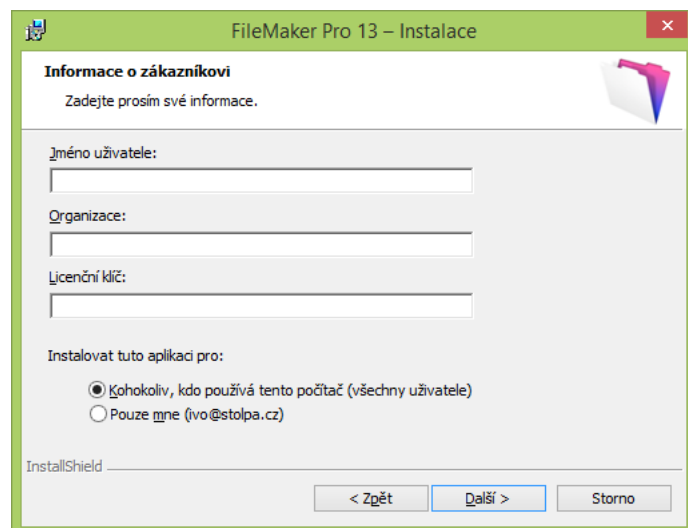 FileMaker Pro 13 – Instalace
Informace o zákazníkovi
Zadejte prosím své informace.
Jméno uživatele:
Organizace:
Licenční klíč:
Instalovat tuto aplikaci pro:
Kohokoliv, kdo používá tento počítač (všechny uživatele)
Pouze mne (ivo@stolpa.cz)
InstallShield
< Zpět Další > Storno